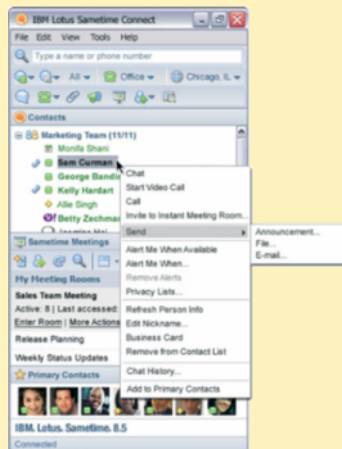 IBM Lotus Sametime Connect
File Edit View Tools Help
Type a name or phone number
All Office Chicago, IL
Contacts
Marketing Team (11/11)
Monifa Shani
Sam Curman
George Bandi
Kelly Hardart
Allie Singh
Betty Zechma
Chat
Start Video Call
Call
Invite to Instant Meeting Room...
Send
Announcement...
File...
E-mail...
Alert Me When Available
Alert Me When...
Remove Alerts
Privacy Lists...
Refresh Person Info
Edit Nickname...
Business Card
Remove from Contact List
Chat History...
Add to Primary Contacts
Sametime Meetings
My Meeting Rooms
Sales Team Meeting
Active: 8 | Last accessed:
Enter Room | More Actions
Release Planning
Weekly Status Updates
Primary Contacts
IBM. Lotus. Sametime. 8.5
Connected